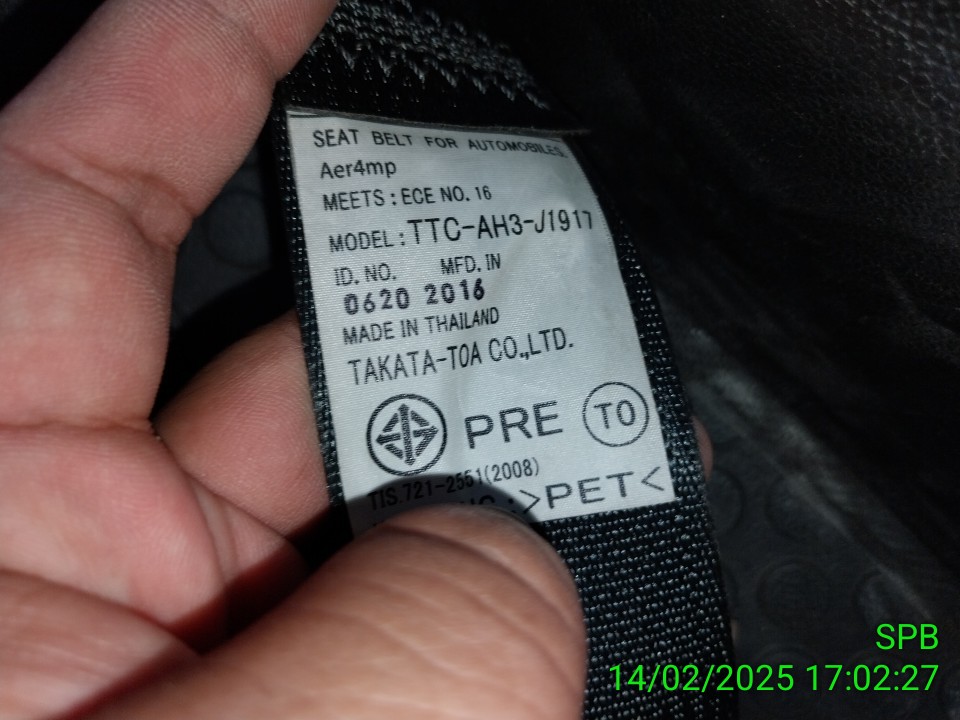 SEAT BELT FOR AUTOMOBILES.
Aer4mp
MEETS : ECE NO. 16
MODEL : TTC-AH3-J1917
ID. NO. MFD. IN
0620 2016
MADE IN THAILAND
TAKATA-TOA CO.,LTD.
PRE TO
TIS.721-2551(2008)
>PET<
SPB
14/02/2025 17:02:27